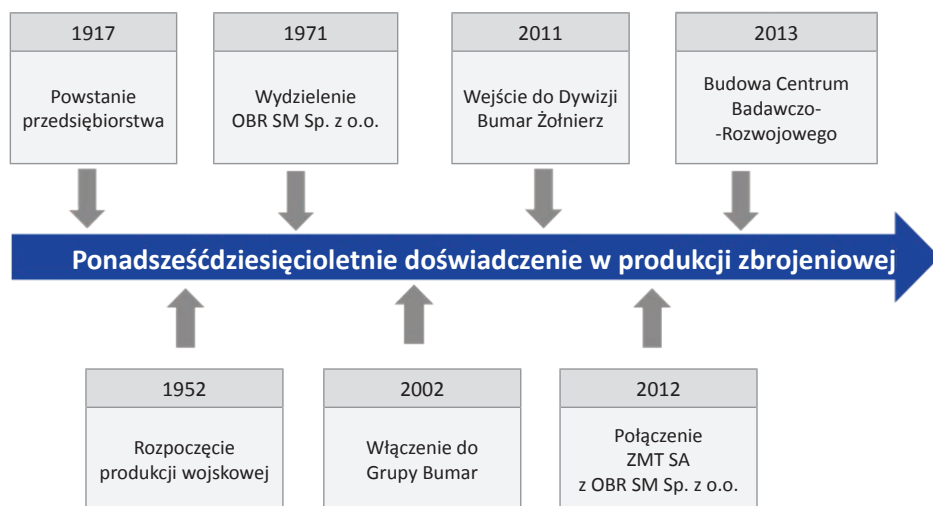 1917
Powstanie
przedsiębiorstwa
1971
Wydzielenie
OBR SM Sp. z o.o.
2011
Wejście do Dywizji
Bumar Żołnierz
2013
Budowa Centrum
Badawczo-
-Rozwojowego
Ponadsześćdziesięcioletnie doświadczenie w produkcji zbrojeniowej
1952
Rozpoczęcie
produkcji wojskowej
2002
Włączenie do
Grupy Bumar
2012
Połączenie
ZMT SA
z OBR SM Sp. z o.o.